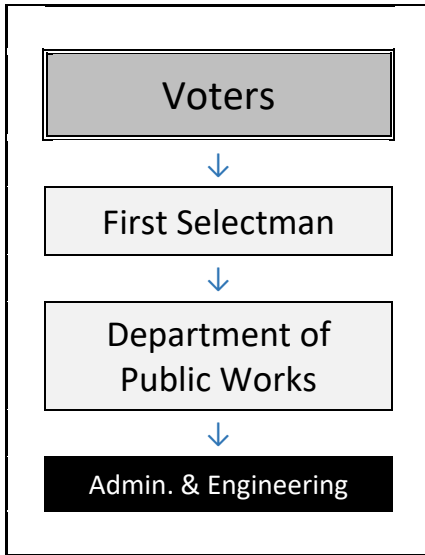 Voters
↓
First Selectman
↓
Department of
Public Works
↓
Admin. & Engineering